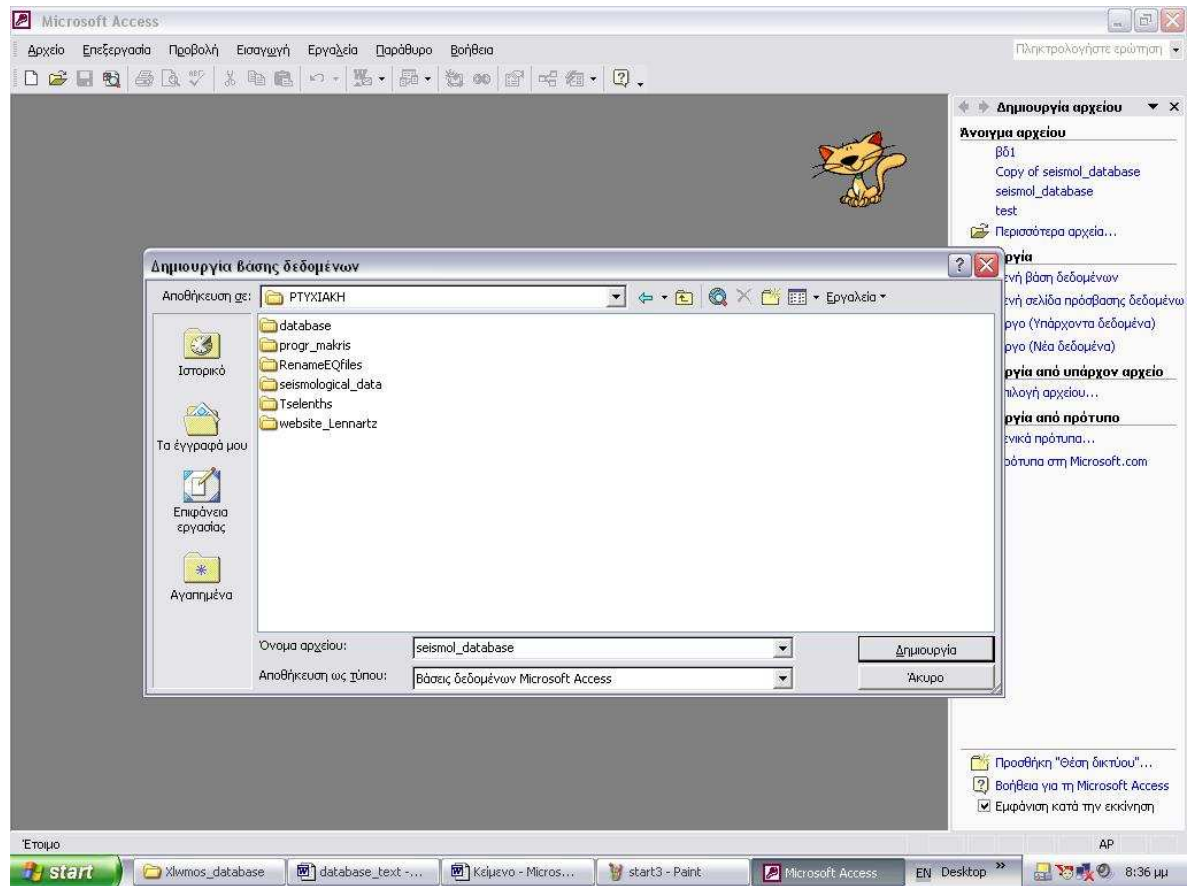 Microsoft Access
Αρχείο Επεξεργασία Προβολή Εισαγωγή Εργαλεία Παράθυρο Βοήθεια
Πληκτρολογήστε ερώτηση
Δημιουργία αρχείου
Άνοιγμα αρχείου
βδ1
Copy of seismol_database
seismol_database
test
Περισσότερα αρχεία...
Δημιουργία βάσης δεδομένων
ργία
ενή βάση δεδομένων
ενή σελίδα πρόσβασης δεδομένω
ργο (Υπάρχοντα δεδομένα)
ργο (Νέα δεδομένα)
ργία από υπάρχον αρχείο
πιλογή αρχείου...
ργία από πρότυπο
ενικά πρότυπα...
ρότυπα στη Microsoft.com
Αποθήκευση σε:
ΡΤΥΧΙΑΚΗ
Εργαλεία
Ιστορικό
Τα έγγραφά μου
Επιφάνεια
εργασίας
Αγαπημένα
database
progr_makris
RenameEQfiles
seismological_data
Tselenths
website_Lennartz
Όνομα αρχείου:
seismol_database
Δημιουργία
Αποθήκευση ως τύπου:
Βάσεις δεδομένων Microsoft Access
Άκυρο
Προσθήκη "Θέση δικτύου"...
Βοήθεια για τη Microsoft Access
Εμφάνιση κατά την εκκίνηση
Έτοιμο
AP
start
Xlwmos_database
database_text -...
Κείμενο - Micros...
start3 - Paint
Microsoft Access
EN
Desktop
»
8:36 μμ